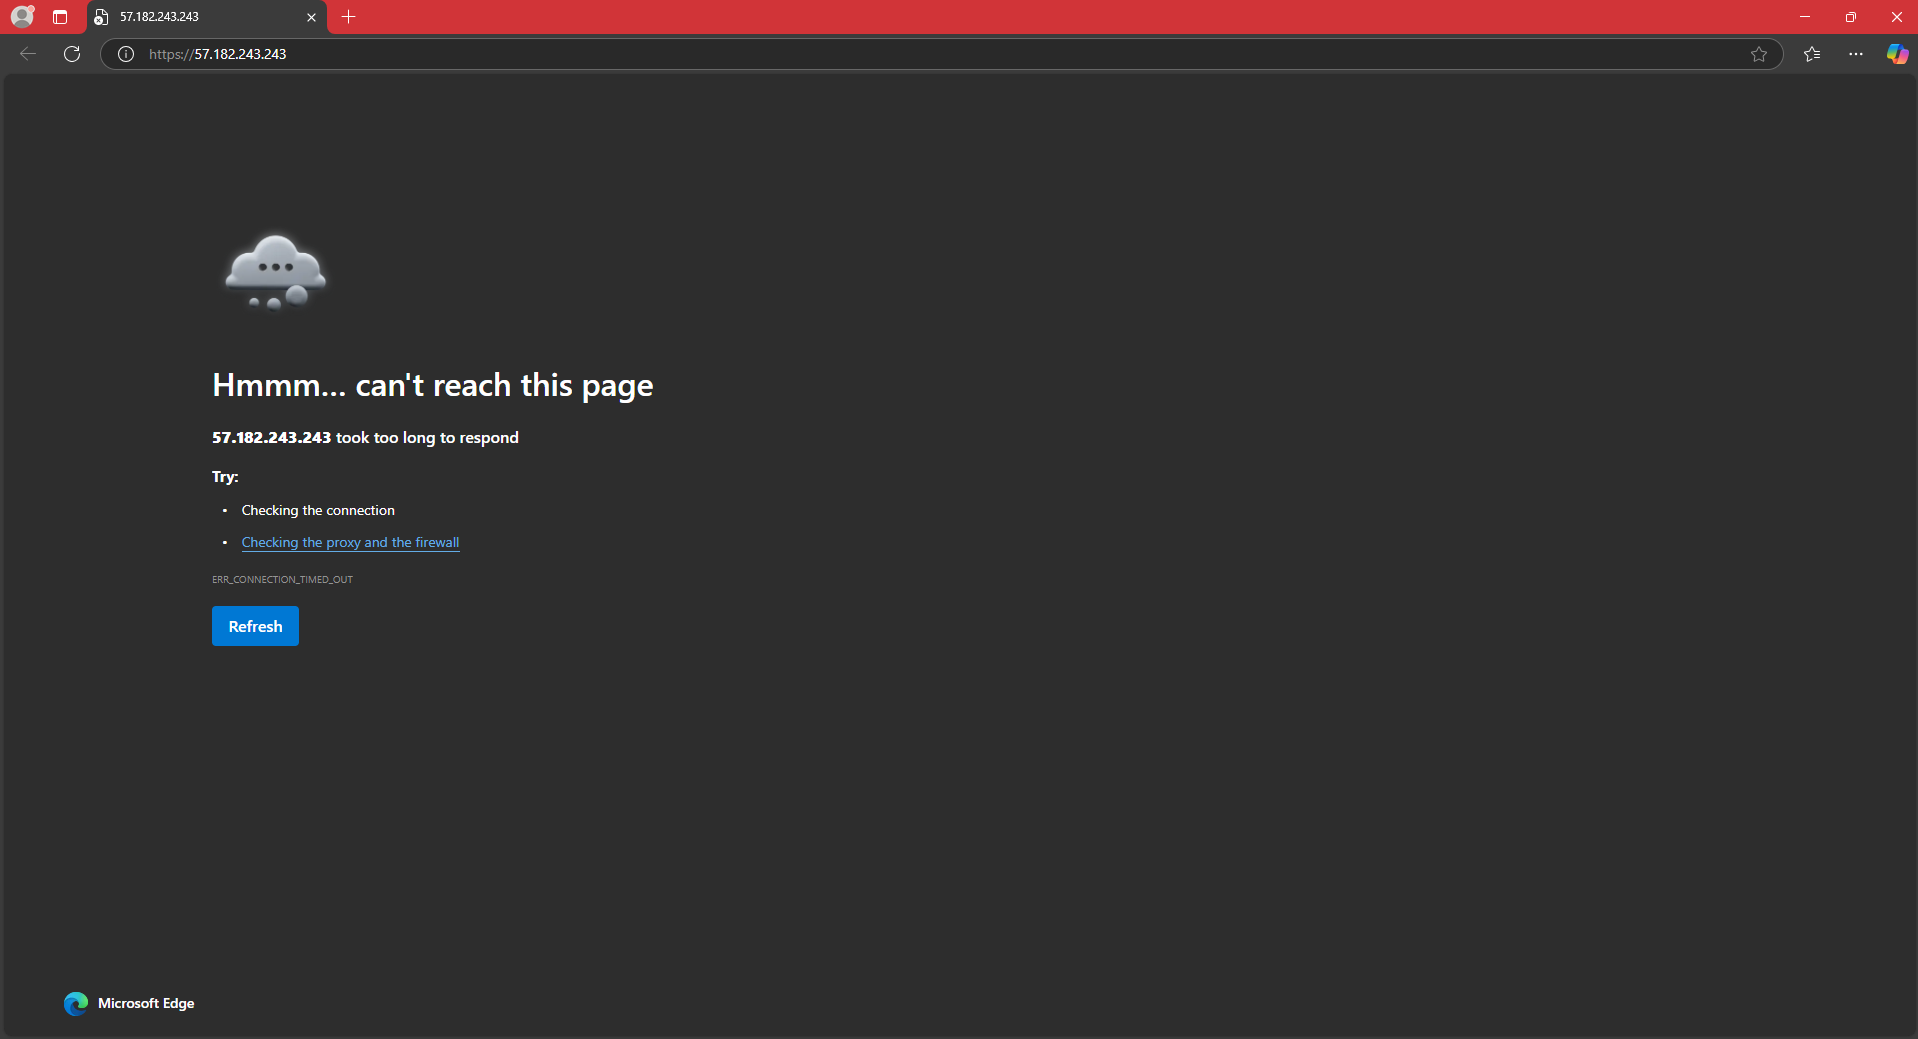 57.182.243.243
https://57.182.243.243
Hmmm... can't reach this page
57.182.243.243 took too long to respond
Try:
• Checking the connection
• Checking the proxy and the firewall
ERR_CONNECTION_TIMED_OUT
Refresh
Microsoft Edge